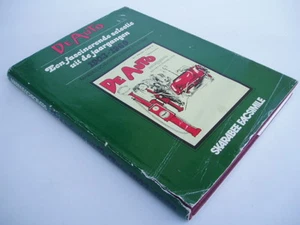 De Auto
Een fascinerende selectie
uit de jaargangen
De Auto
SKARABEE FACSIMILE